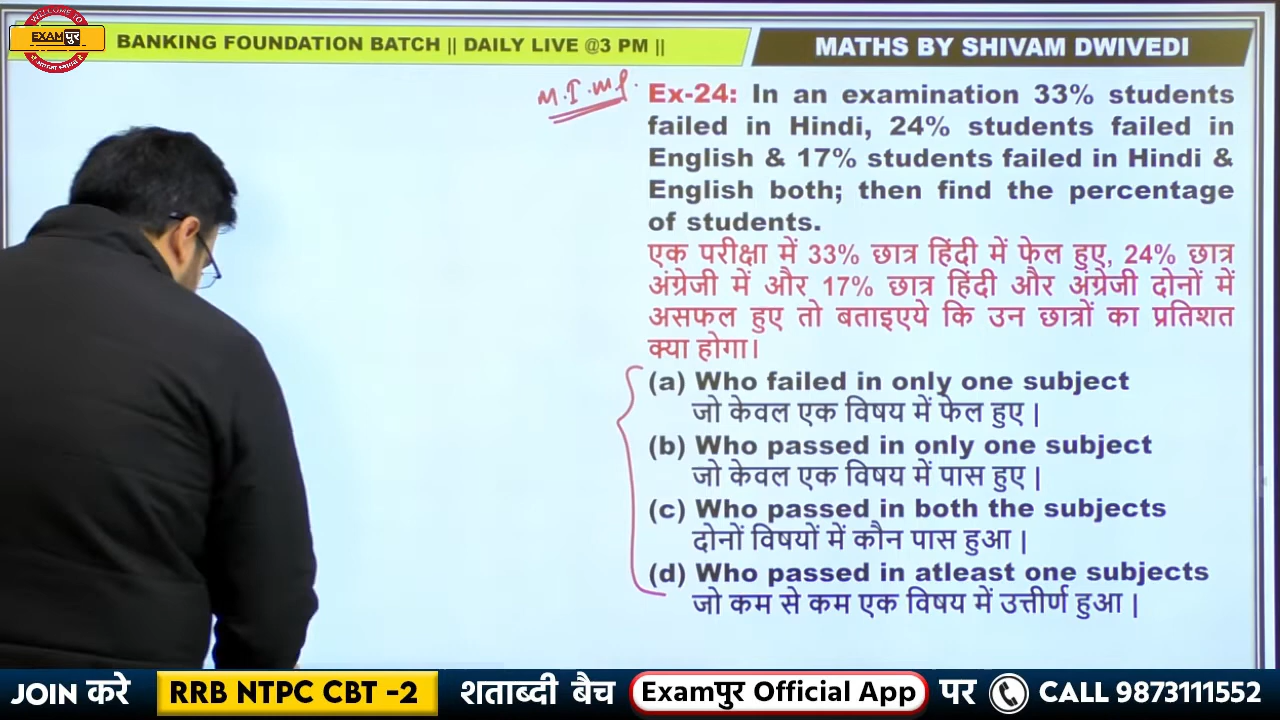 WELCOME TO
EXAMपुर
BANKING FOUNDATION BATCH || DAILY LIVE @3 PM ||
MATHS BY SHIVAM DWIVEDI
M.I.MP.
Ex-24: In an examination 33% students
failed in Hindi, 24% students failed in
English & 17% students failed in Hindi &
English both; then find the percentage
of students.
एक परीक्षा में 33% छात्र हिंदी में फेल हुए, 24% छात्र
अंग्रेजी में और 17% छात्र हिंदी और अंग्रेजी दोनों में
असफल हुए तो बताइएये कि उन छात्रों का प्रतिशत
क्या होगा।
(a) Who failed in only one subject
जो केवल एक विषय में फेल हुए |
(b) Who passed in only one subject
जो केवल एक विषय में पास हुए |
(c) Who passed in both the subjects
दोनों विषयों में कौन पास हुआ |
(d) Who passed in atleast one subjects
जो कम से कम एक विषय में उत्तीर्ण हुआ |
JOIN करे RRB NTPC CBT -2 शताब्दी बैच Examपुर Official App पर CALL 9873111552